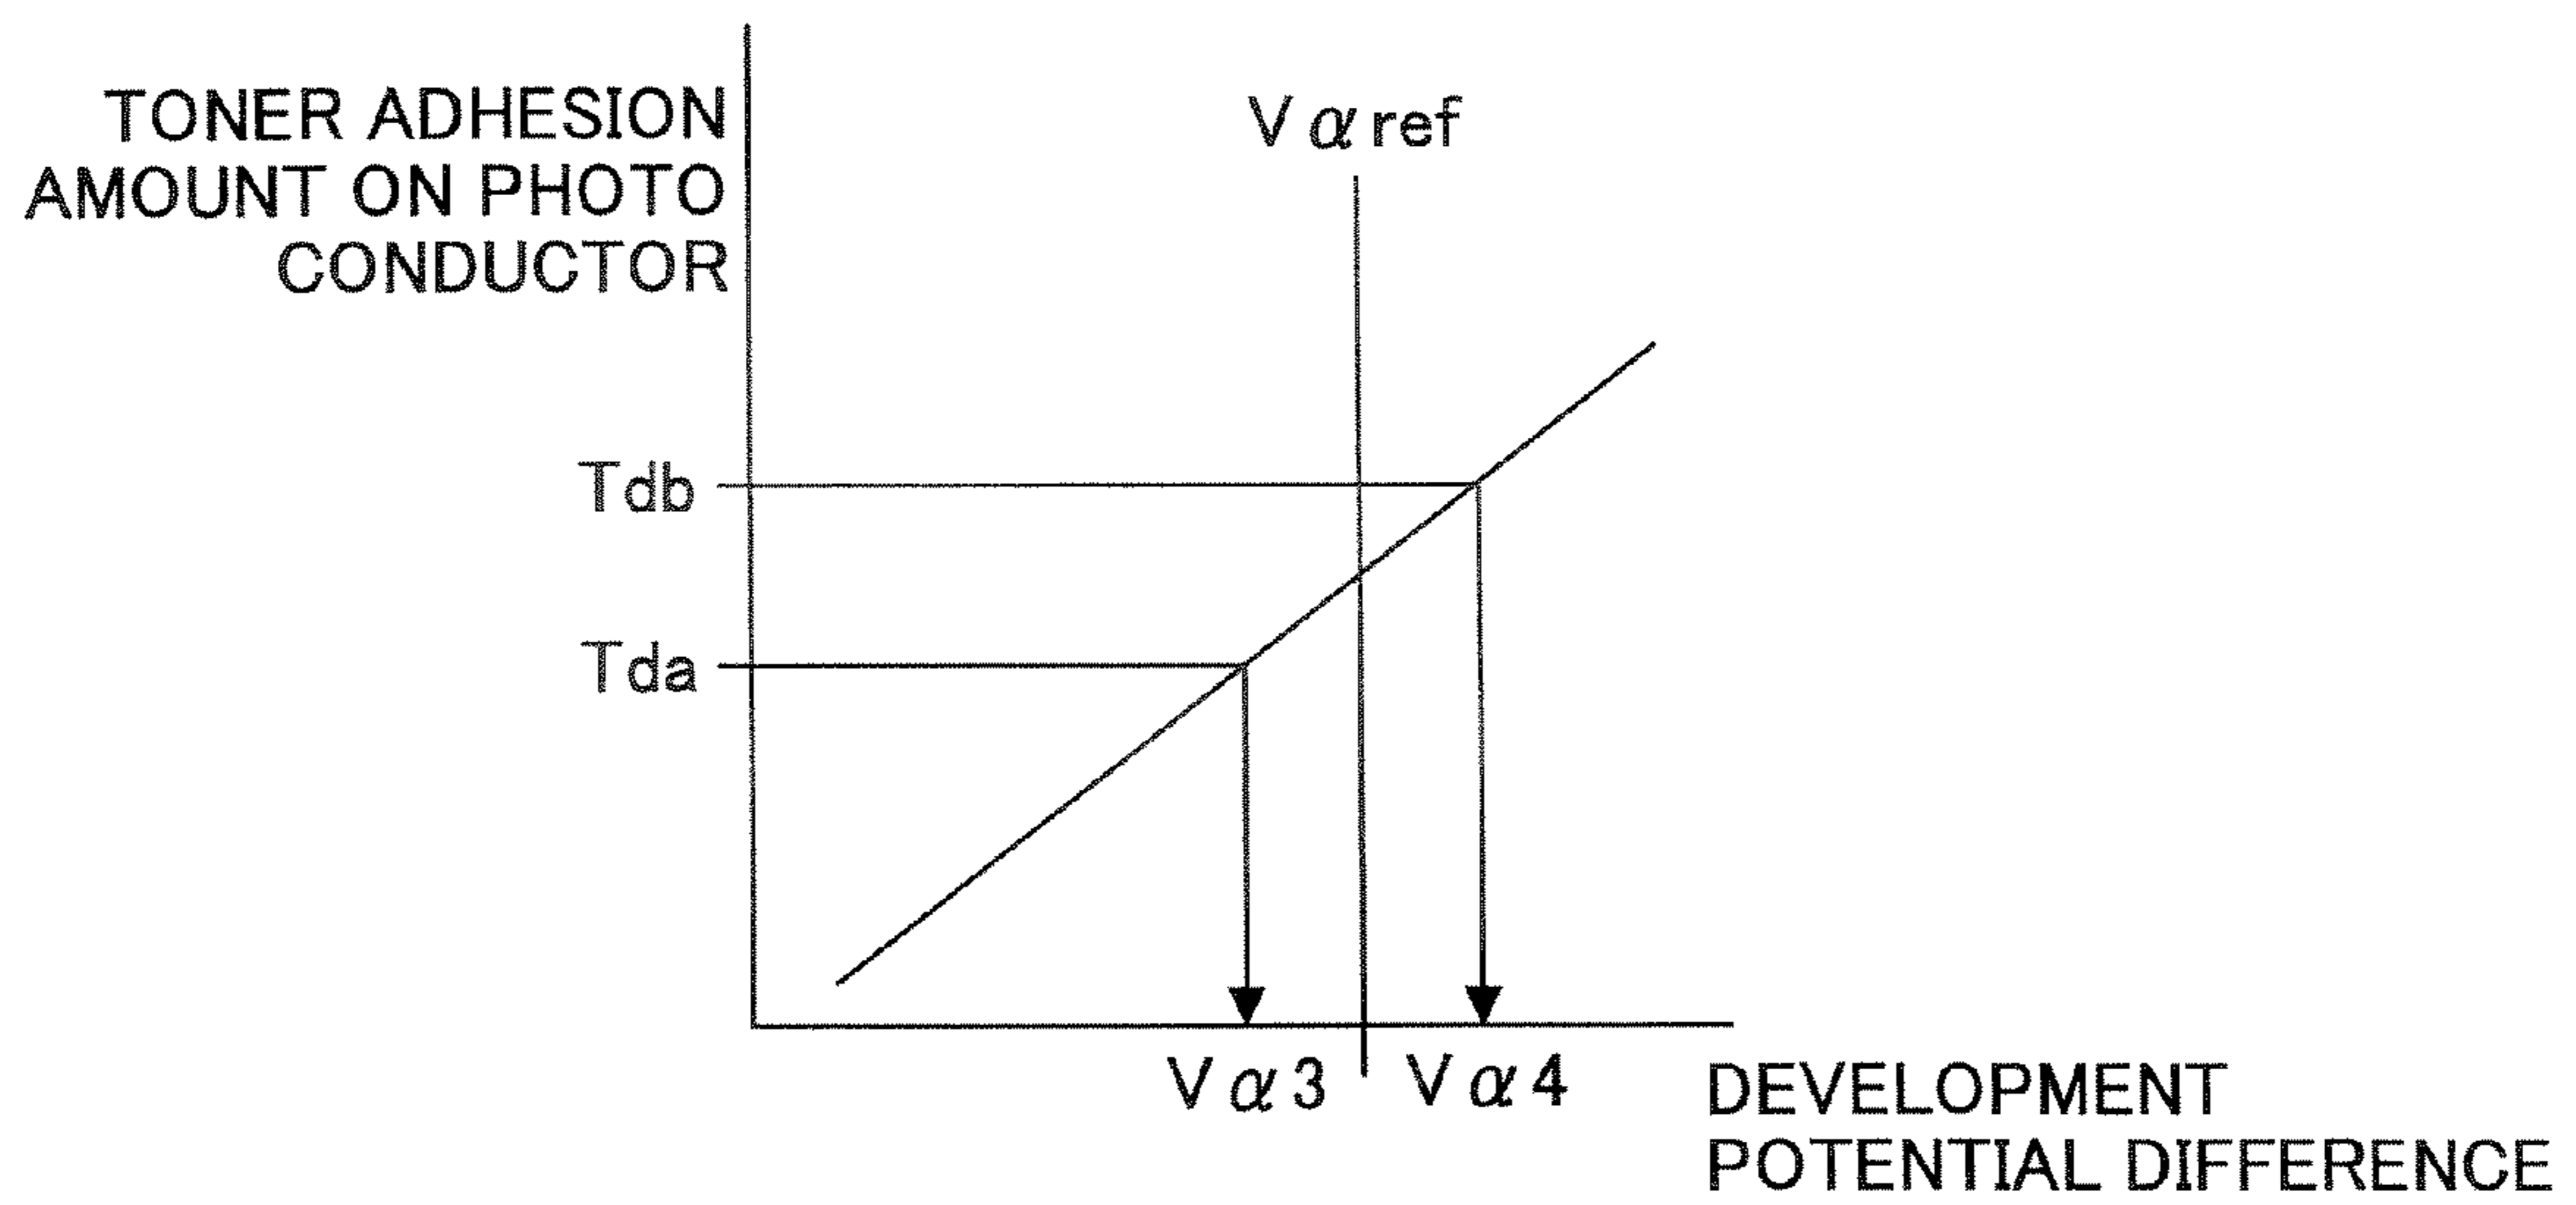 TONER ADHESION
AMOUNT ON PHOTO
CONDUCTOR
Vαref
Tdb
Tda
Vα3
Vα4
DEVELOPMENT
POTENTIAL DIFFERENCE